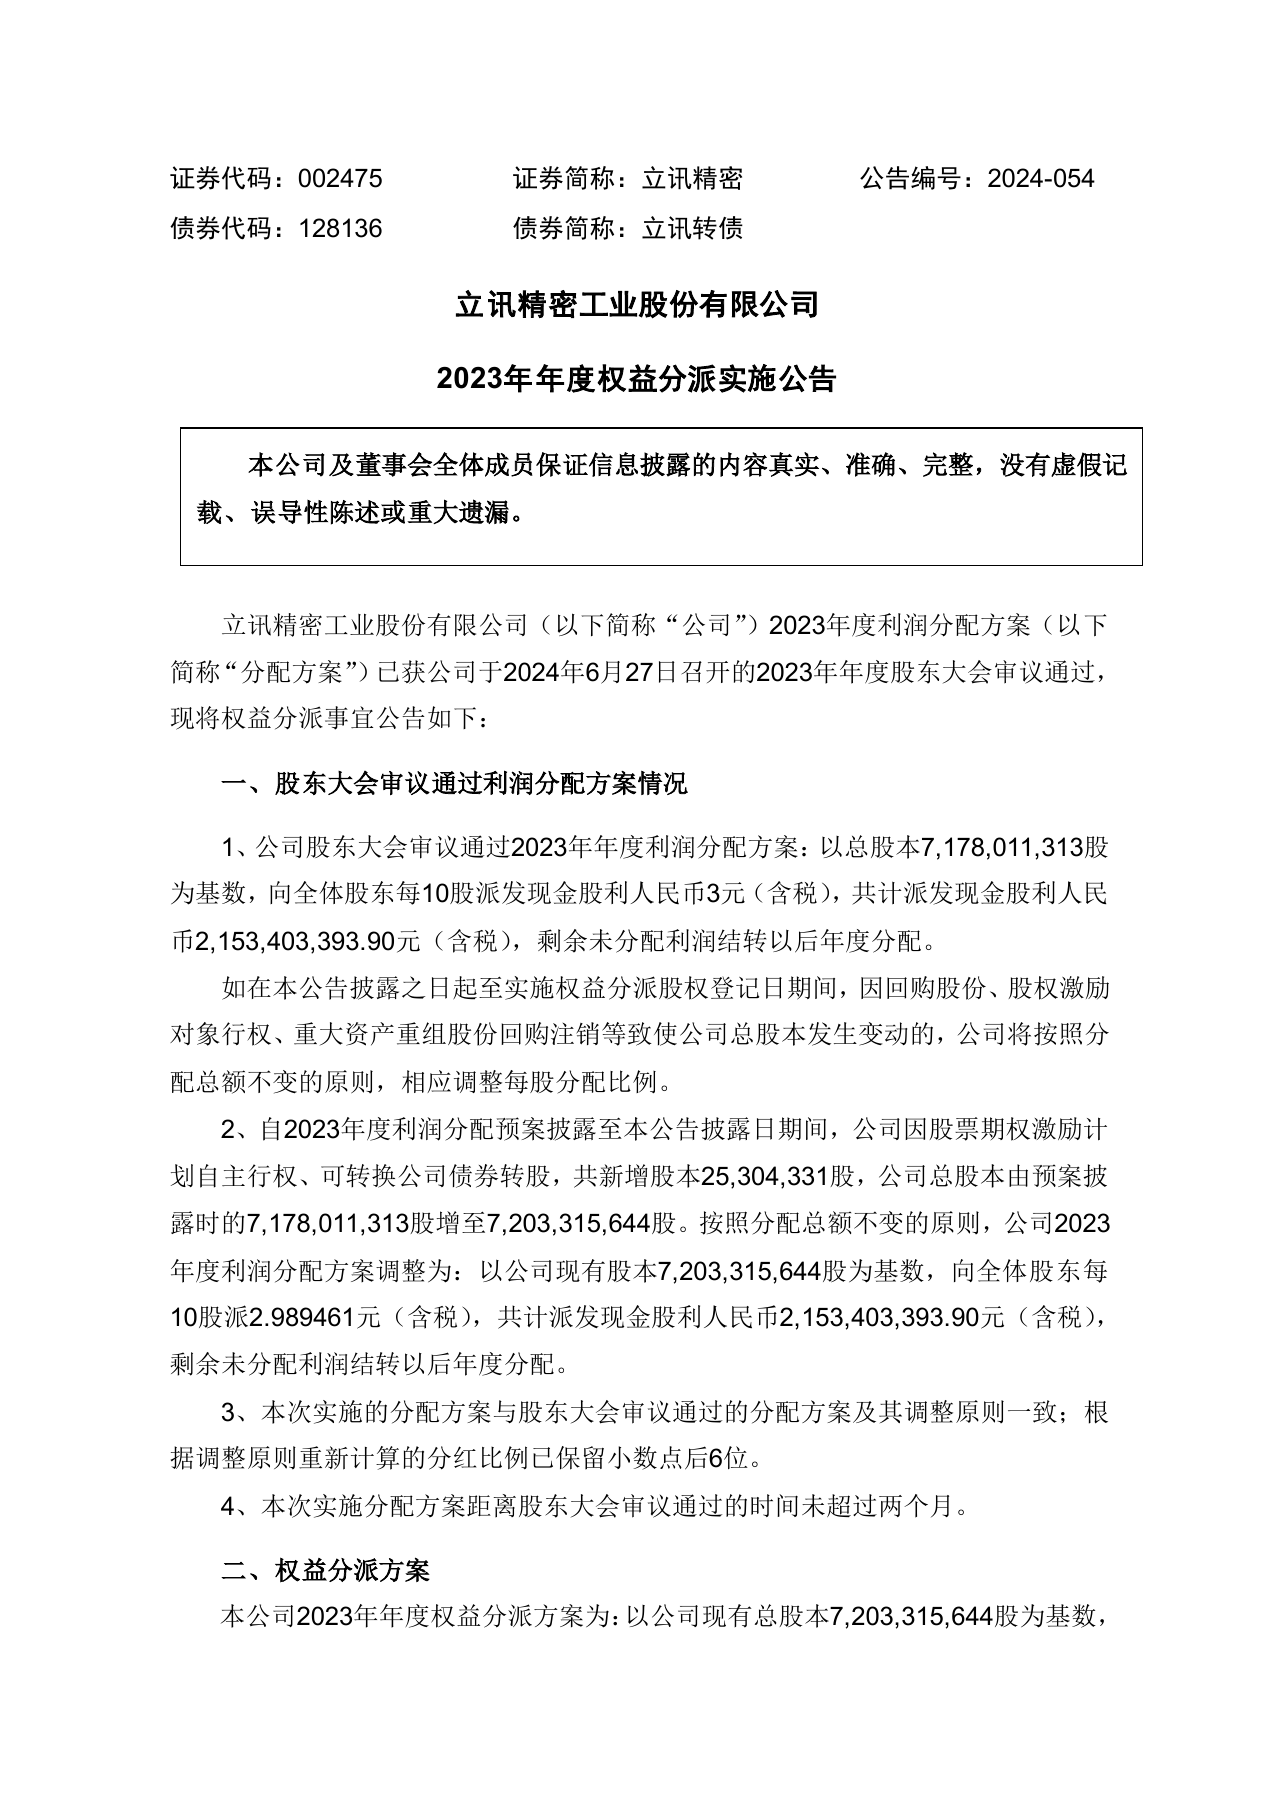 证券代码：002475 证券简称：立讯精密 公告编号：2024-054
债券代码：128136 债券简称：立讯转债
立讯精密工业股份有限公司
2023年年度权益分派实施公告
本公司及董事会全体成员保证信息披露的内容真实、准确、完整，没有虚假记
载、误导性陈述或重大遗漏。
立讯精密工业股份有限公司（以下简称“公司”）2023年度利润分配方案（以下
简称“分配方案”）已获公司于2024年6月27日召开的2023年年度股东大会审议通过，
现将权益分派事宜公告如下：
一、股东大会审议通过利润分配方案情况
1、公司股东大会审议通过2023年年度利润分配方案：以总股本7,178,011,313股
为基数，向全体股东每10股派发现金股利人民币3元（含税），共计派发现金股利人民
币2,153,403,393.90元（含税），剩余未分配利润结转以后年度分配。
如在本公告披露之日起至实施权益分派股权登记日期间，因回购股份、股权激励
对象行权、重大资产重组股份回购注销等致使公司总股本发生变动的，公司将按照分
配总额不变的原则，相应调整每股分配比例。
2、自2023年度利润分配预案披露至本公告披露日期间，公司因股票期权激励计
划自主行权、可转换公司债券转股，共新增股本25,304,331股，公司总股本由预案披
露时的7,178,011,313股增至7,203,315,644股。按照分配总额不变的原则，公司2023
年度利润分配方案调整为：以公司现有股本7,203,315,644股为基数，向全体股东每
10股派2.989461元（含税），共计派发现金股利人民币2,153,403,393.90元（含税），
剩余未分配利润结转以后年度分配。
3、本次实施的分配方案与股东大会审议通过的分配方案及其调整原则一致；根
据调整原则重新计算的分红比例已保留小数点后6位。
4、本次实施分配方案距离股东大会审议通过的时间未超过两个月。
二、权益分派方案
本公司2023年年度权益分派方案为：以公司现有总股本7,203,315,644股为基数，